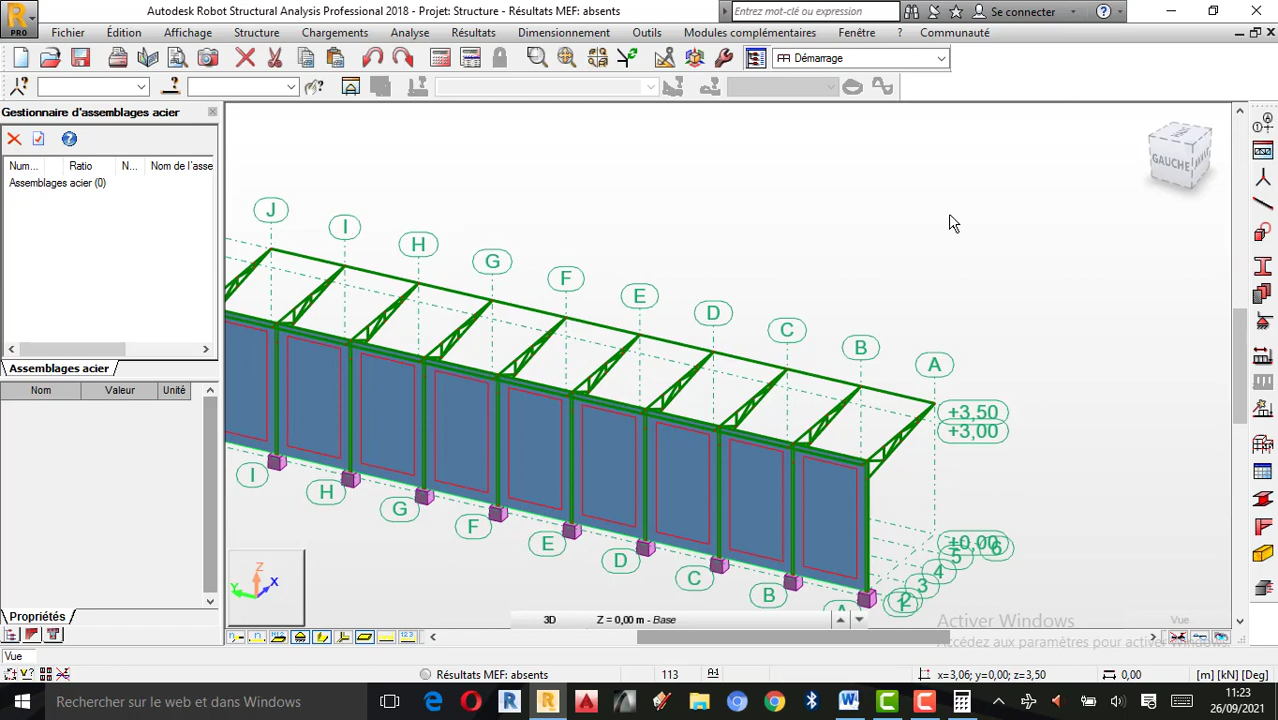 Autodesk Robot Structural Analysis Professional 2018 - Projet: Structure - Résultats MEF: absents
Entrez mot-clé ou expression
Se connecter
PRO
Fichier Édition Affichage Structure Chargements Analyse Résultats Dimensionnement Outils Modules complémentaires Fenêtre ? Communauté
Démarrage
Gestionnaire d'assemblages acier
Num... Ratio N... Nom de l'asse
Assemblages acier (0)
Assemblages acier
Nom Valeur Unité
Propriétés
GAUCHE
J I H G F E D C B A
+3,50
+3,00
±0,00
I H G F E D C B A
1 2 3 4 5 6
Z
Y X
3D Z = 0,00 m - Base
Vue
Activer Windows
Accédez aux paramètres pour activer Windows.
Vue
Résultats MEF: absents 113 x=3,06; y=0,00; z=3,50 0,00 [m] [kN] [Deg]
Rechercher sur le web et dans Windows
11:23
26/09/2021